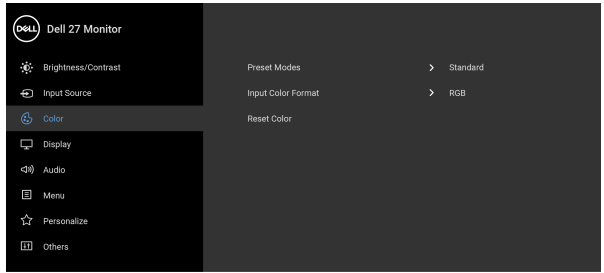 DELL Dell 27 Monitor
Brightness/Contrast Preset Modes Standard
Input Source Input Color Format RGB
Color Reset Color
Display
Audio
Menu
Personalize
Others